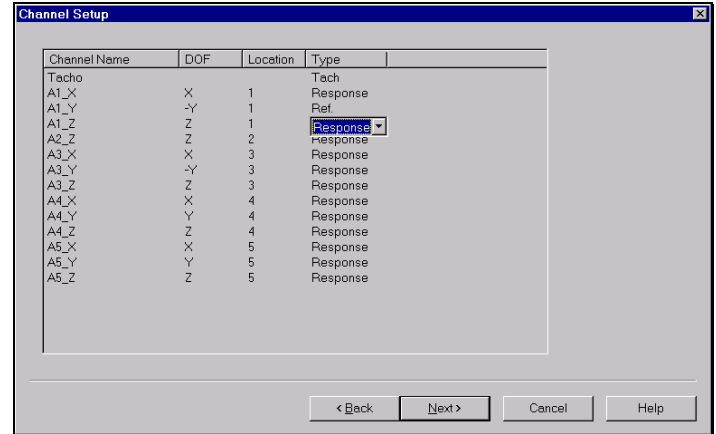 Channel Setup
Channel Name DOF Location Type
Tacho Tach
A1_X X 1 Response
A1_Y -Y 1 Ref.
A1_Z Z 1 Response
A2_Z Z 2 Response
A3_X X 3 Response
A3_Y -Y 3 Response
A3_Z Z 3 Response
A4_X X 4 Response
A4_Y Y 4 Response
A4_Z Z 4 Response
A5_X X 5 Response
A5_Y Y 5 Response
A5_Z Z 5 Response
< Back Next > Cancel Help